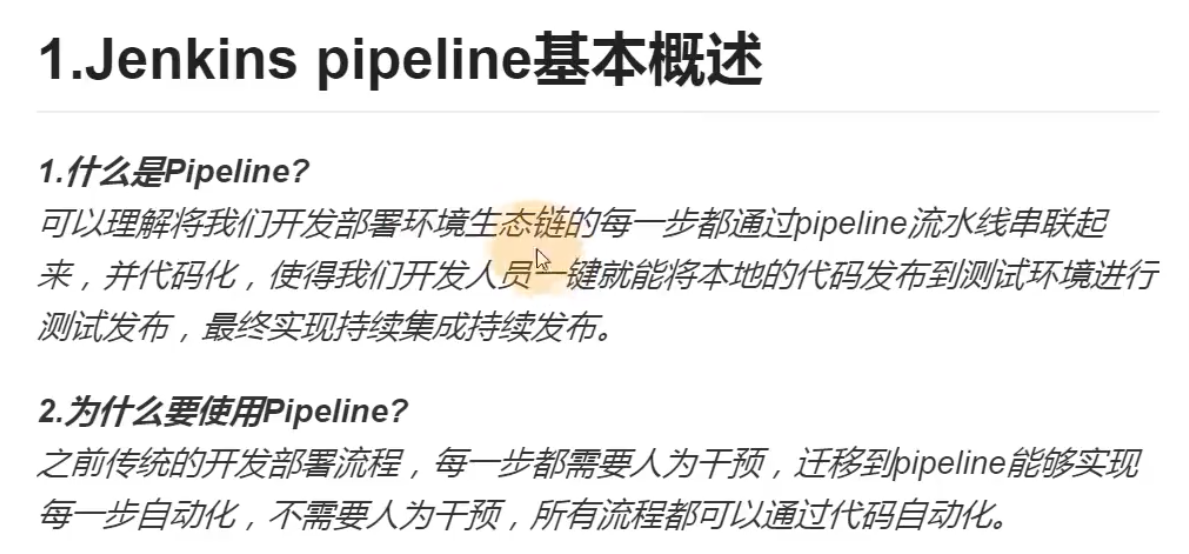 1.Jenkins pipeline基本概述
1.什么是Pipeline?
可以理解将我们开发部署环境生态链的每一步都通过pipeline流水线串联起
来，并代码化，使得我们开发人员一键就能将本地的代码发布到测试环境进行
测试发布，最终实现持续集成持续发布。
2.为什么要使用Pipeline?
之前传统的开发部署流程，每一步都需要人为干预，迁移到pipeline能够实现
每一步自动化，不需要人为干预，所有流程都可以通过代码自动化。